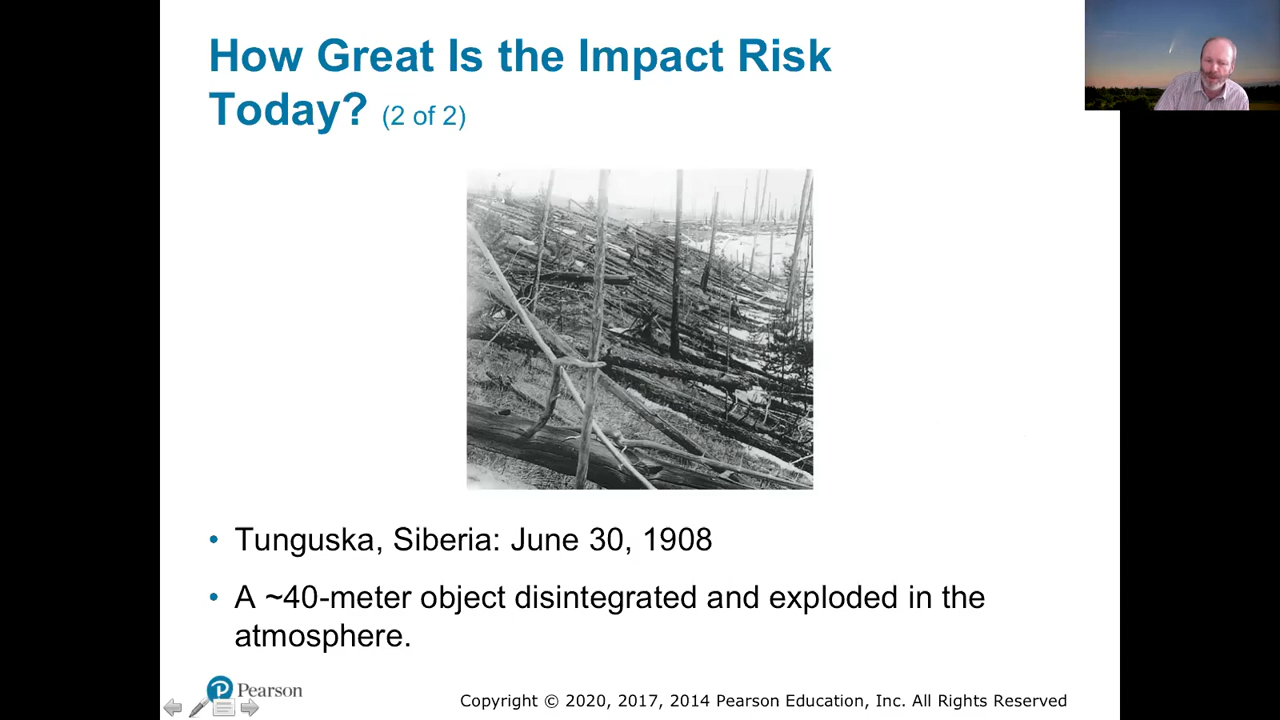 How Great Is the Impact Risk
Today? (2 of 2)
• Tunguska, Siberia: June 30, 1908
• A ~40-meter object disintegrated and exploded in the
atmosphere.
Pearson
Copyright © 2020, 2017, 2014 Pearson Education, Inc. All Rights Reserved